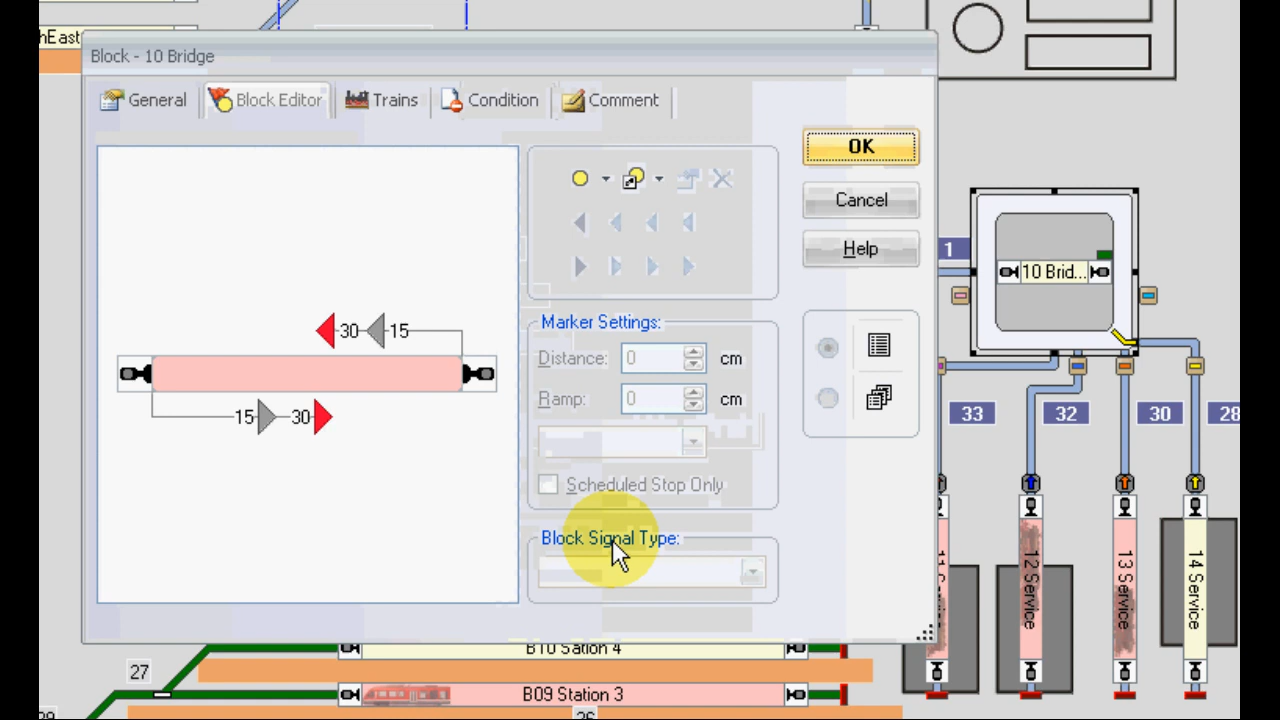 hEast
Block - 10 Bridge
General Block Editor Trains Condition Comment
OK
Cancel
Help
30 15
15 30
Marker Settings:
Distance: 0 cm
Ramp: 0 cm
Scheduled Stop Only
Block Signal Type:
1
10 Brid...
33 32 30 28
12 Service
13 Service
14 Service
B10 Sation 4
27
B09 Station 3
26